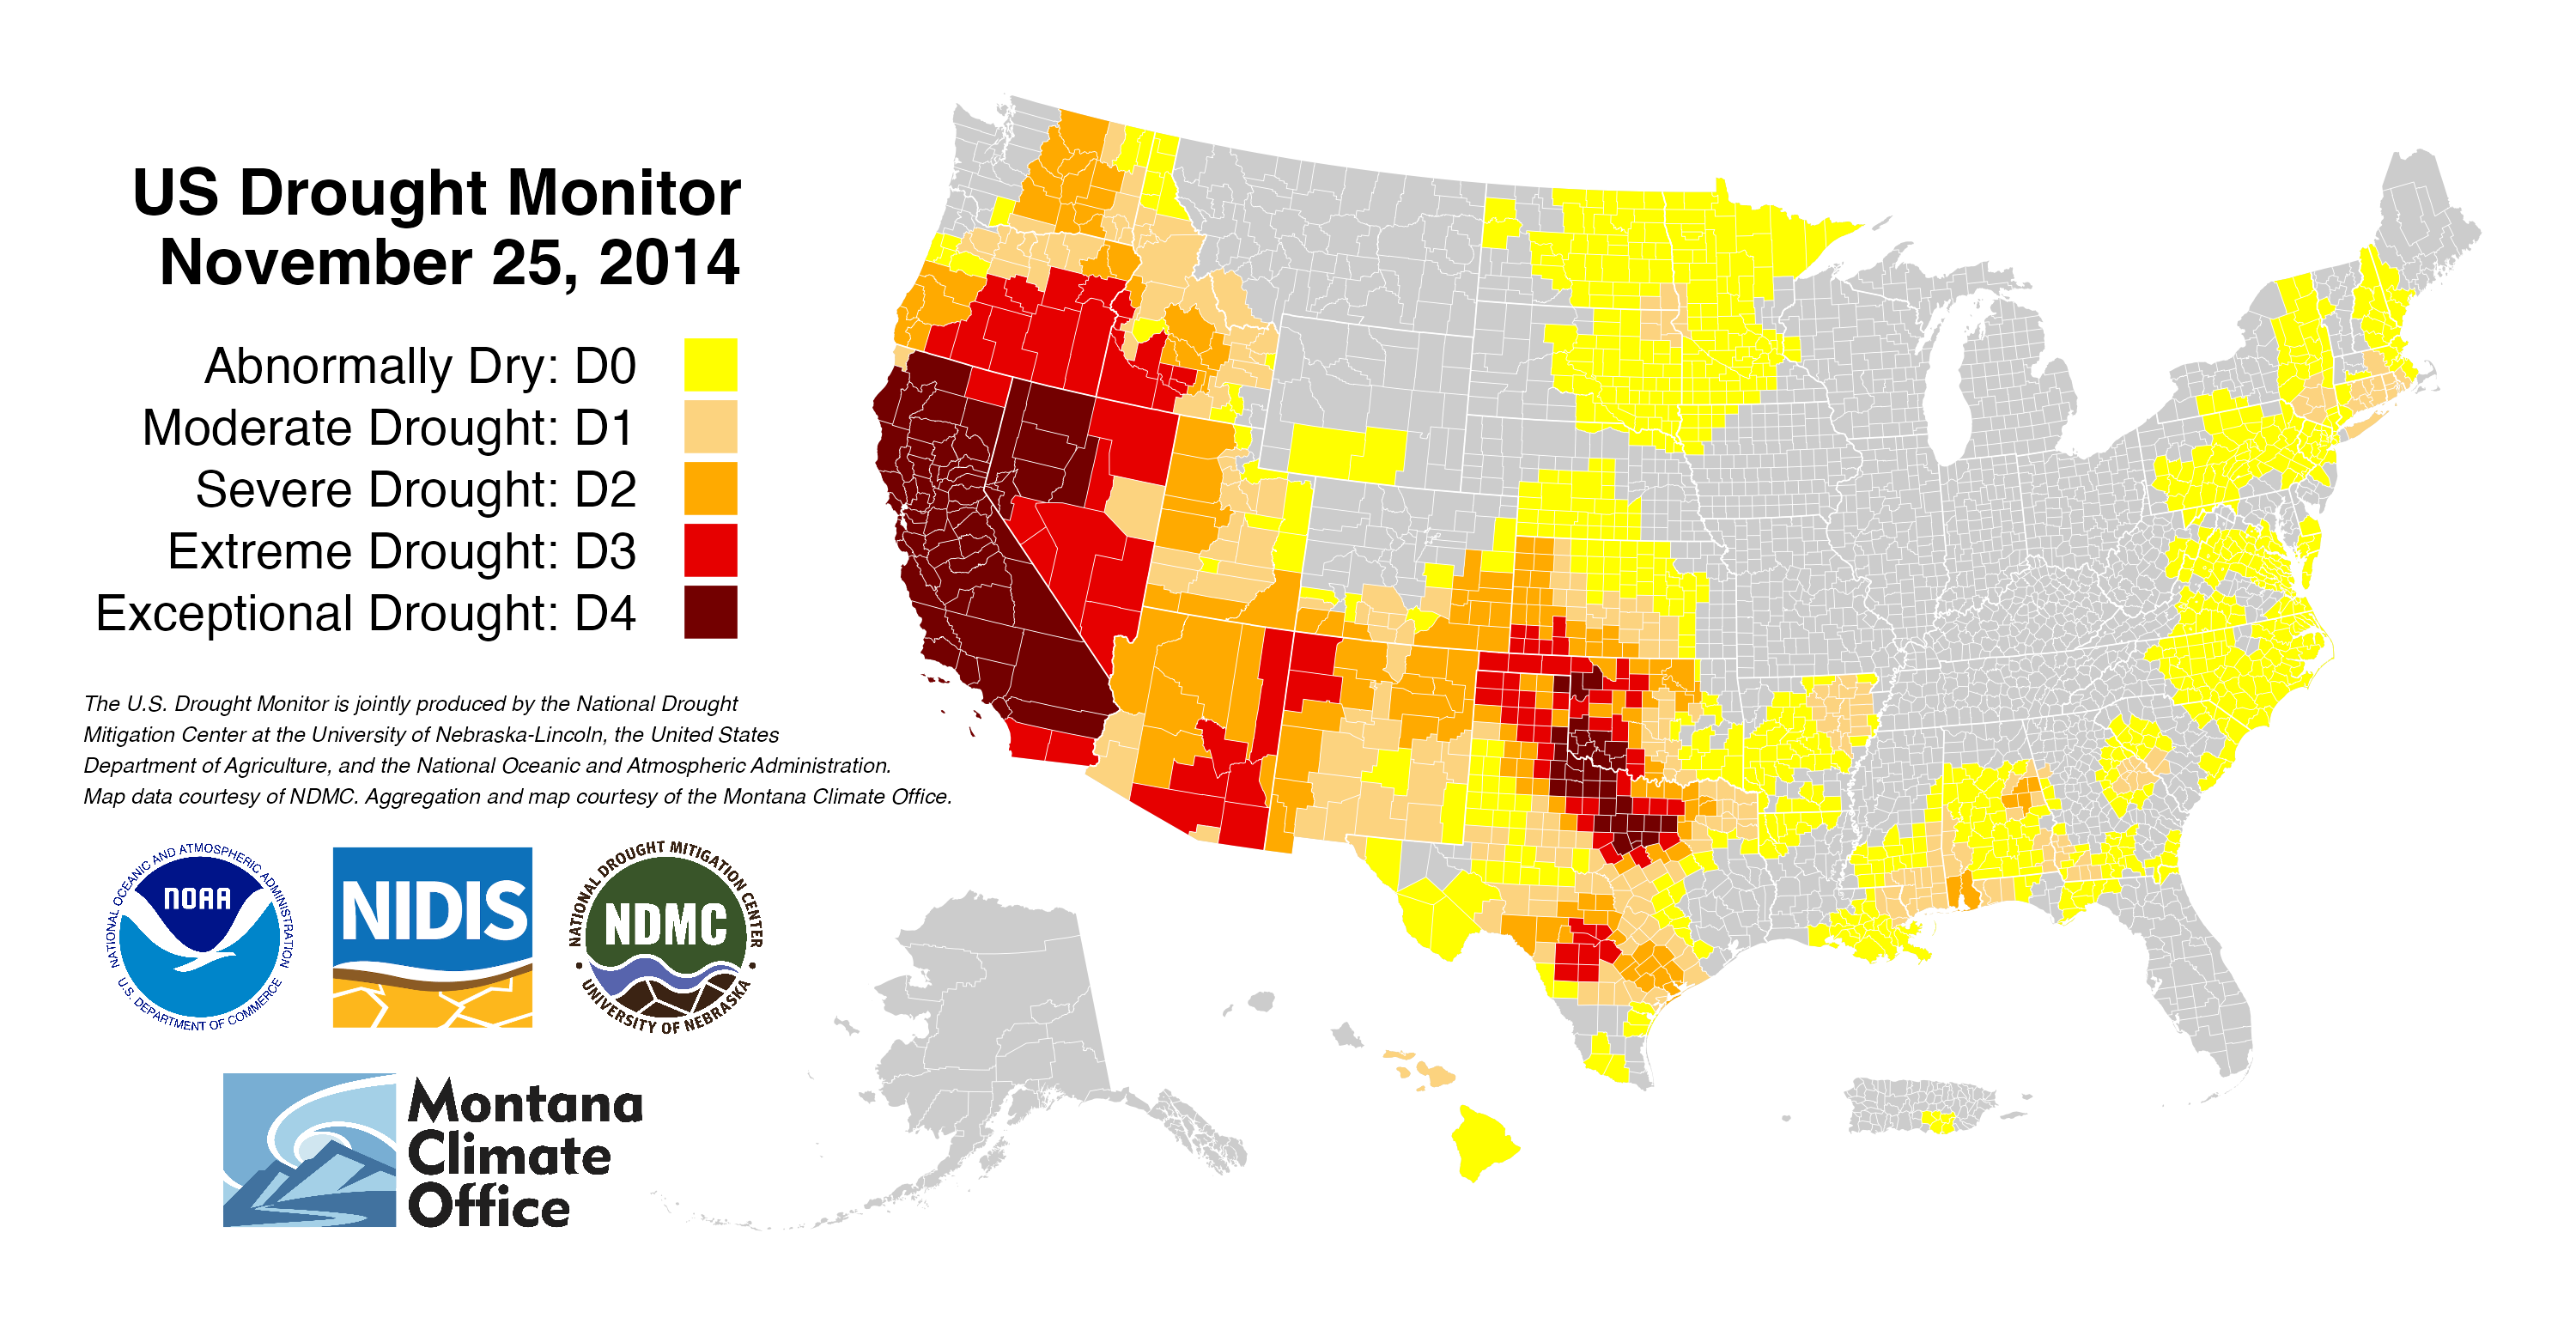 US Drought Monitor
November 25, 2014
Abnormally Dry: D0
Moderate Drought: D1
Severe Drought: D2
Extreme Drought: D3
Exceptional Drought: D4
The U.S. Drought Monitor is jointly produced by the National Drought
Mitigation Center at the University of Nebraska-Lincoln, the United States
Department of Agriculture, and the National Oceanic and Atmospheric Administration.
Map data courtesy of NDMC. Aggregation and map courtesy of the Montana Climate Office.
NATIONAL OCEANIC AND ATMOSPHERIC ADMINISTRATION
NOAA
U.S. DEPARTMENT OF COMMERCE
NIDIS
NATIONAL DROUGHT MITIGATION CENTER
NDMC
UNIVERSITY OF NEBRASKA
Montana
Climate
Office